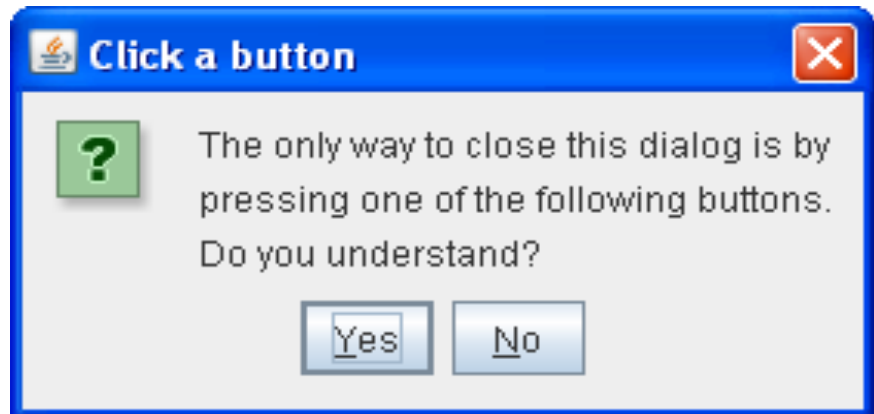 Click a button
?
The only way to close this dialog is by
pressing one of the following buttons.
Do you understand?
Yes No